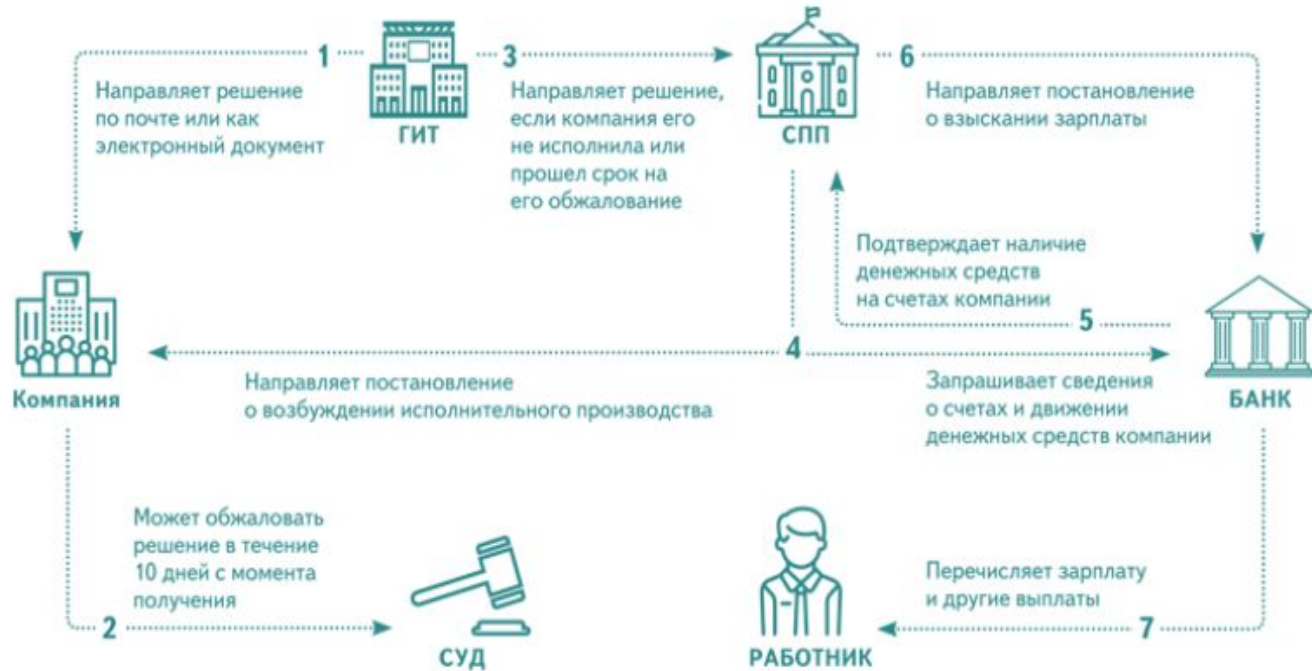 1
Направляет решение
по почте или как
электронный документ
ГИТ
3
Направляет решение,
если компания его
не исполнила или
прошел срок на
его обжалование
СПП
6
Направляет постановление
о взыскании зарплаты
Подтверждает наличие
денежных средств
на счетах компании
5
Компания
4
Направляет постановление
о возбуждении исполнительного производства
Запрашивает сведения
о счетах и движении
денежных средств компании
БАНК
Может обжаловать
решение в течение
10 дней с момента
получения
2
СУД
РАБОТНИК
Перечисляет зарплату
и другие выплаты
7